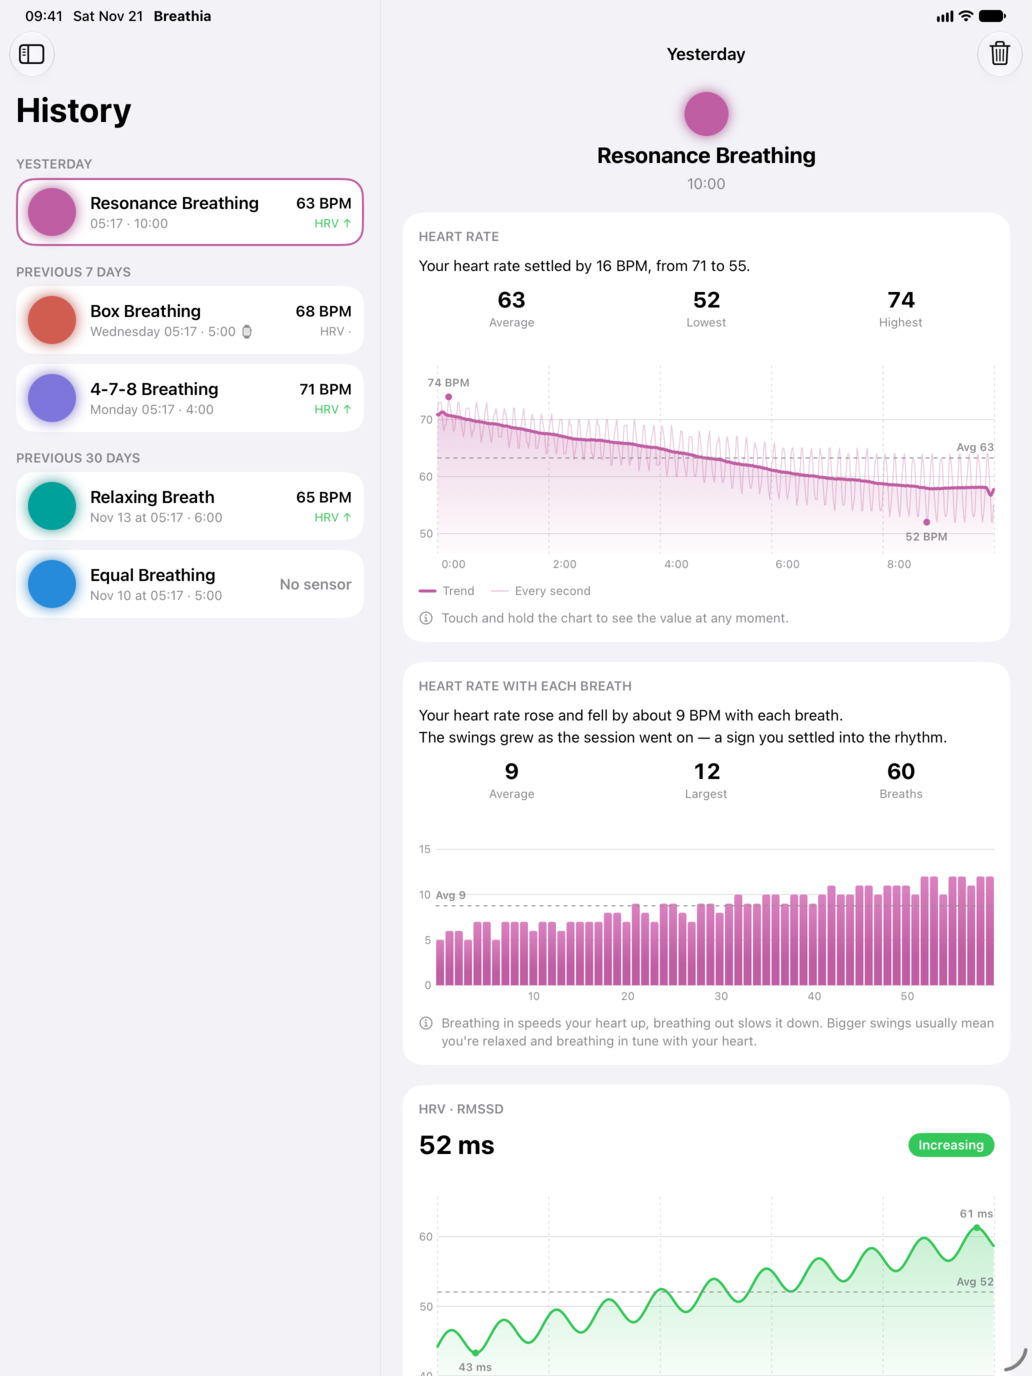 09:41 Sat Nov 21 Breathia
History
YESTERDAY
Resonance Breathing 63 BPM
05:17 · 10:00 HRV ↑
PREVIOUS 7 DAYS
Box Breathing 68 BPM
Wednesday 05:17 · 5:00 HRV ·
4-7-8 Breathing 71 BPM
Monday 05:17 · 4:00 HRV ↑
PREVIOUS 30 DAYS
Relaxing Breath 65 BPM
Nov 13 at 05:17 · 6:00 HRV ↑
Equal Breathing No sensor
Nov 10 at 05:17 · 5:00
Yesterday
Resonance Breathing
10:00
HEART RATE
Your heart rate settled by 16 BPM, from 71 to 55.
63 52 74
Average Lowest Highest
74 BPM
70
Avg 63
60
50
52 BPM
0:00 2:00 4:00 6:00 8:00
Trend Every second
Touch and hold the chart to see the value at any moment.
HEART RATE WITH EACH BREATH
Your heart rate rose and fell by about 9 BPM with each breath.
The swings grew as the session went on — a sign you settled into the rhythm.
9 12 60
Average Largest Breaths
15
10 Avg 9
5
0
10 20 30 40 50
Breathing in speeds your heart up, breathing out slows it down. Bigger swings usually mean
you're relaxed and breathing in tune with your heart.
HRV · RMSSD
52 ms Increasing
61 ms
60
Avg 52
50
43 ms
40